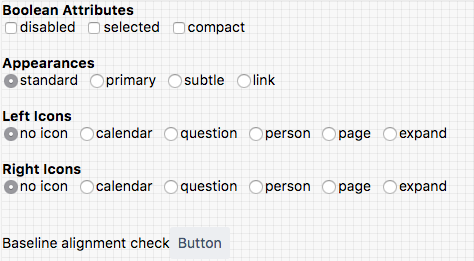 Boolean Attributes
disabled selected compact
Appearances
standard primary subtle link
Left Icons
no icon calendar question person page expand
Right Icons
no icon calendar question person page expand
Baseline alignment check Button